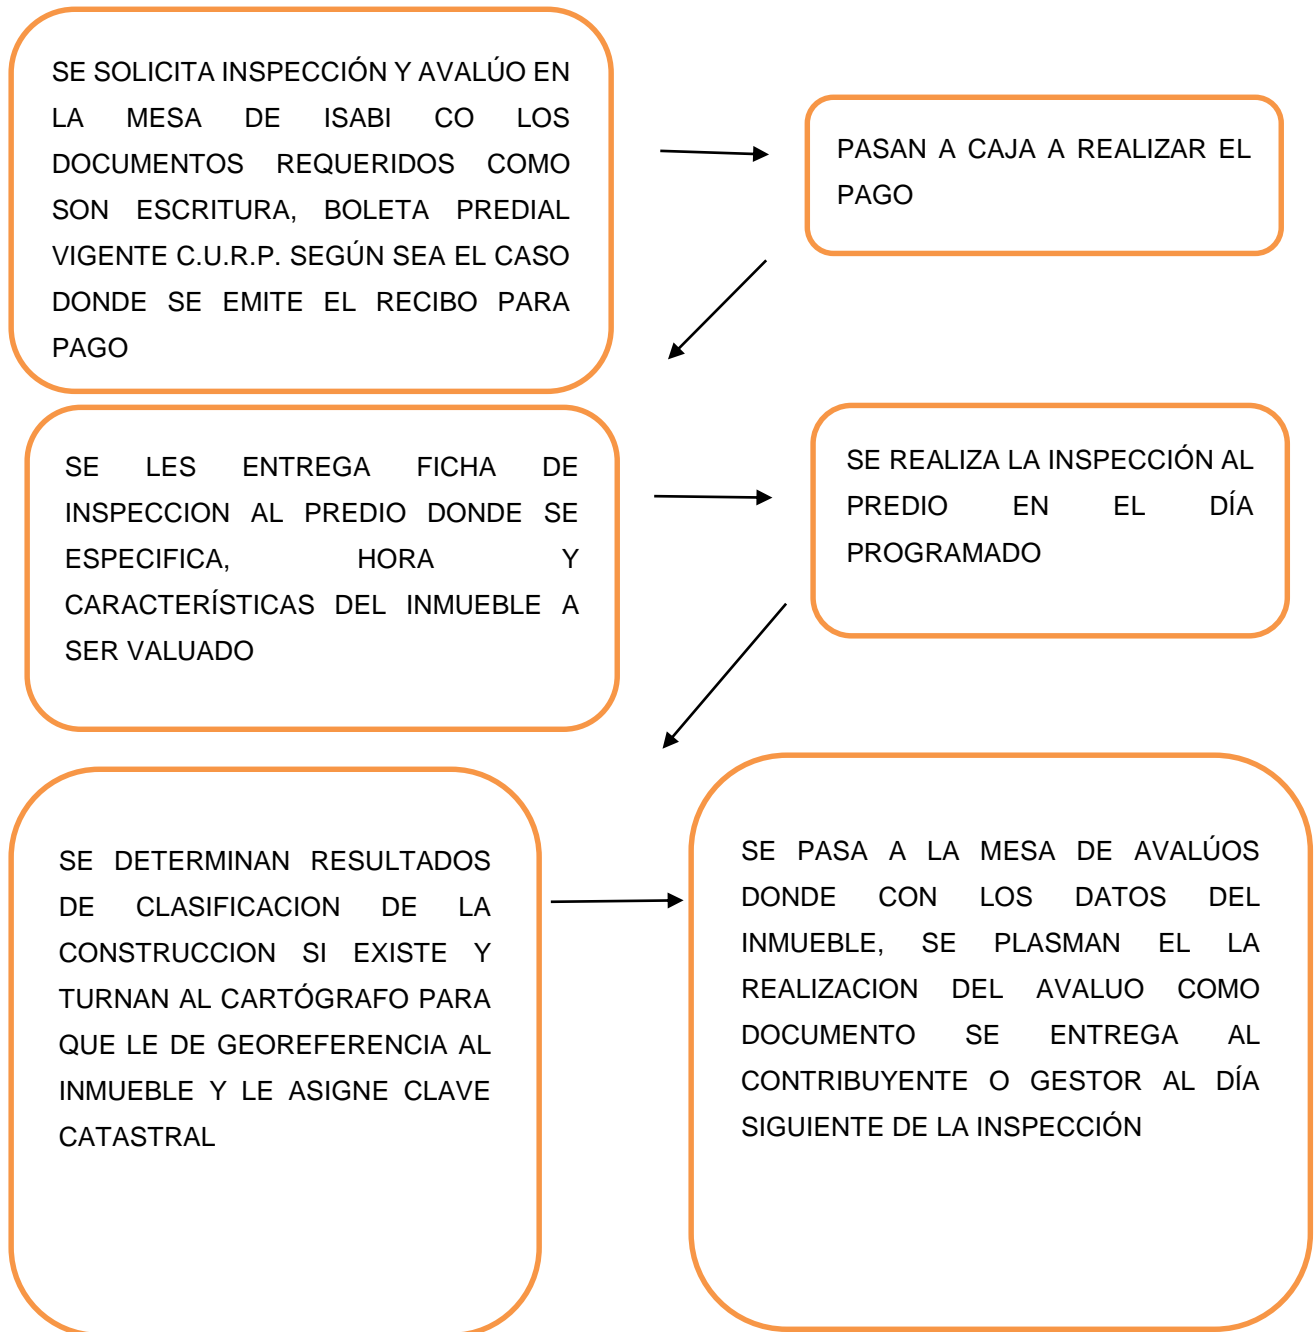 SE SOLICITA INSPECCIÓN Y AVALÚO EN
LA MESA DE ISABI CO LOS
DOCUMENTOS REQUERIDOS COMO
SON ESCRITURA, BOLETA PREDIAL
VIGENTE C.U.R.P. SEGÚN SEA EL CASO
DONDE SE EMITE EL RECIBO PARA
PAGO
PASAN A CAJA A REALIZAR EL
PAGO
SE LES ENTREGA FICHA DE
INSPECCION AL PREDIO DONDE SE
ESPECIFICA, HORA Y
CARACTERÍSTICAS DEL INMUEBLE A
SER VALUADO
SE REALIZA LA INSPECCIÓN AL
PREDIO EN EL DÍA
PROGRAMADO
SE DETERMINAN RESULTADOS
DE CLASIFICACION DE LA
CONSTRUCCION SI EXISTE Y
TURNAN AL CARTÓGRAFO PARA
QUE LE DE GEOREFERENCIA AL
INMUEBLE Y LE ASIGNE CLAVE
CATASTRAL
SE PASA A LA MESA DE AVALÚOS
DONDE CON LOS DATOS DEL
INMUEBLE, SE PLASMAN EL LA
REALIZACION DEL AVALUO COMO
DOCUMENTO SE ENTREGA AL
CONTRIBUYENTE O GESTOR AL DÍA
SIGUIENTE DE LA INSPECCIÓN